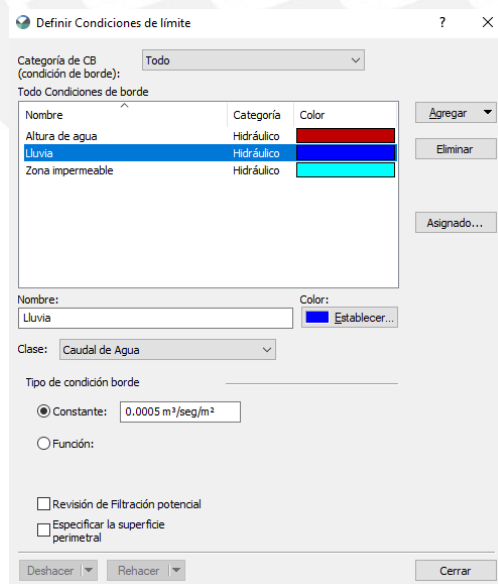 Definir Condiciones de límite
?
Categoría de CB
(condición de borde):
Todo
Todo Condiciones de borde
Nombre Categoría Color
Altura de agua Hidráulico
Lluvia Hidráulico
Zona impermeable Hidráulico
Agregar
Eliminar
Asignado...
Nombre:
Color:
Lluvia
Establecer...
Clase:
Caudal de Agua
Tipo de condición borde
Constante:
0.0005 m³/seg/m²
Función:
Revisión de Filtración potencial
Especificar la superficie
perimetral
Deshacer
Rehacer
Cerrar